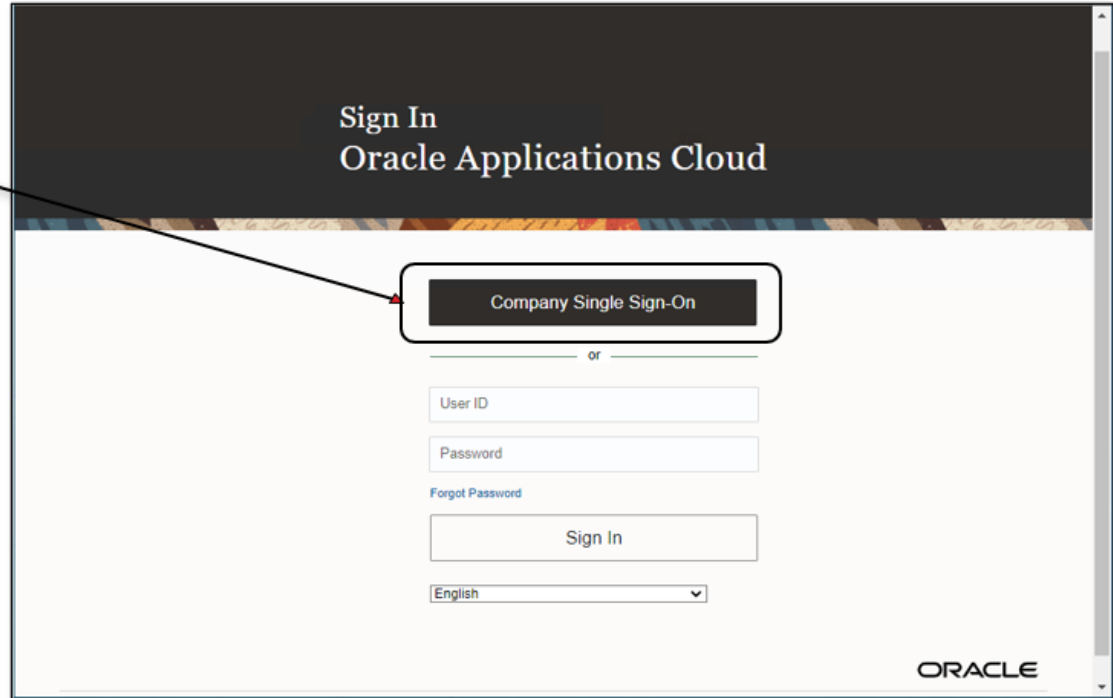 Sign In
Oracle Applications Cloud
Company Single Sign-On
or
User ID
Password
Forgot Password
Sign In
English
ORACLE